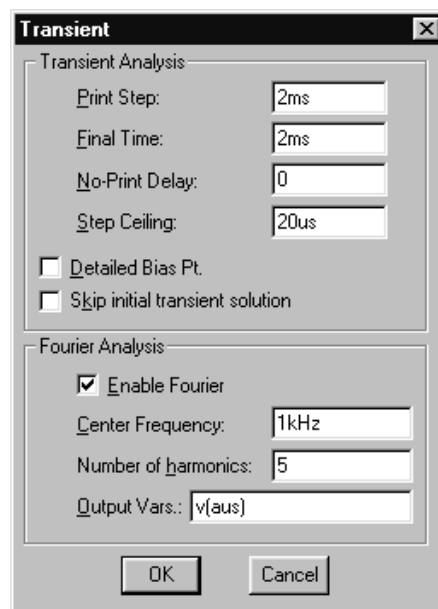 Transient
Transient Analysis
Print Step: 2ms
Final Time: 2ms
No-Print Delay: 0
Step Ceiling: 20us
Detailed Bias Pt.
Skip initial transient solution
Fourier Analysis
Enable Fourier
Center Frequency: 1kHz
Number of harmonics: 5
Output Vars.: v(aus)
OK Cancel